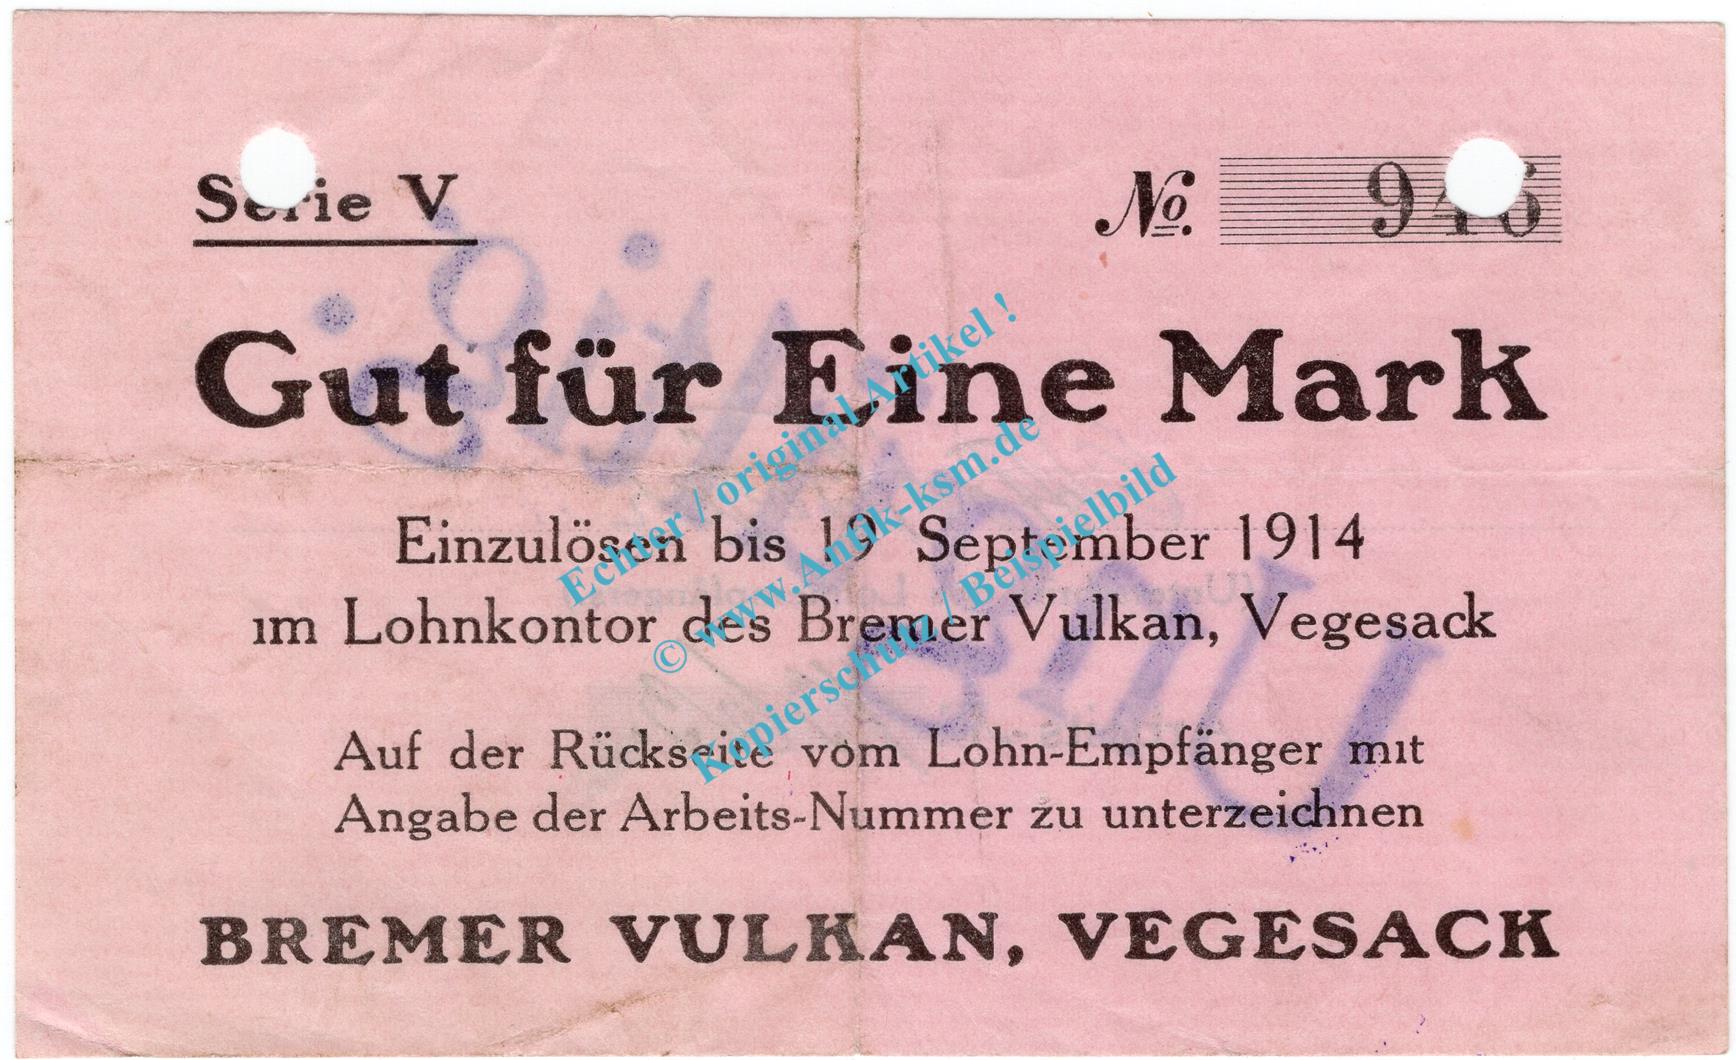 Serie V
No. 946
Gut für Eine Mark
Einzulösen bis 19 September 1914
im Lohnkontor des Bremer Vulkan, Vegesack
Auf der Rückseite vom Lohn-Empfänger mit
Angabe der Arbeits-Nummer zu unterzeichnen
BREMER VULKAN, VEGESACK
Ungültig
Echter / original Artikel !
© www.Antik-ksm.de
Kopierschutz / Beispielbild